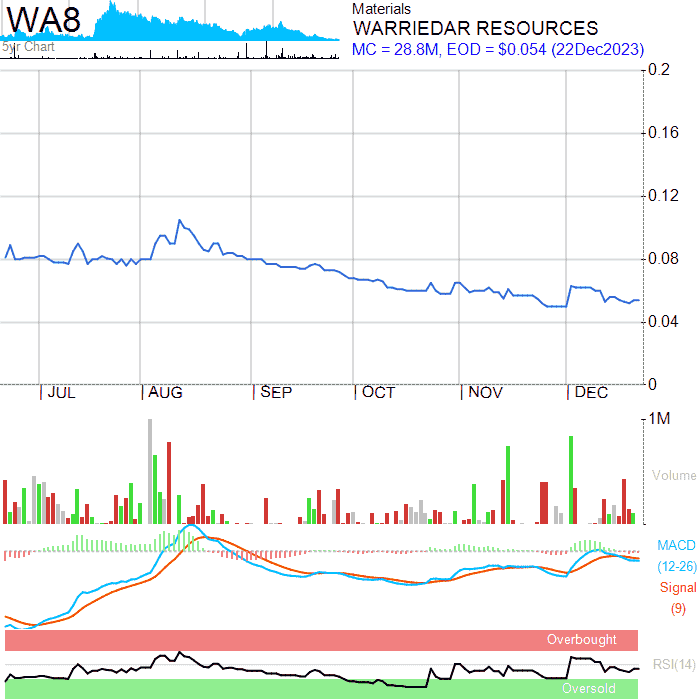 WA8
5yr Chart
Materials
WARRIEDAR RESOURCES
MC = 28.8M, EOD = $0.054 (22Dec2023)
0.2
0.16
0.12
0.08
0.04
0
JUL AUG SEP OCT NOV DEC
1M
Volume
MACD
(12-26)
Signal
(9)
Overbought
RSI(14)
Oversold